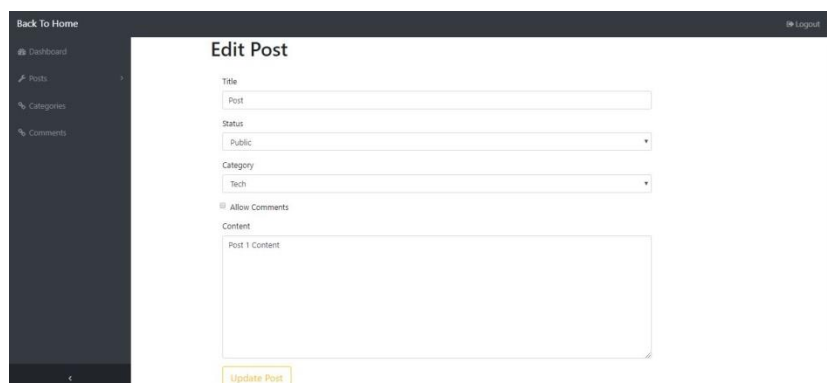 Back To Home
Logout
Dashboard
Posts
Categories
Comments
Edit Post
Title
Post
Status
Public
Category
Tech
Allow Comments
Content
Post 1 Content
Update Post